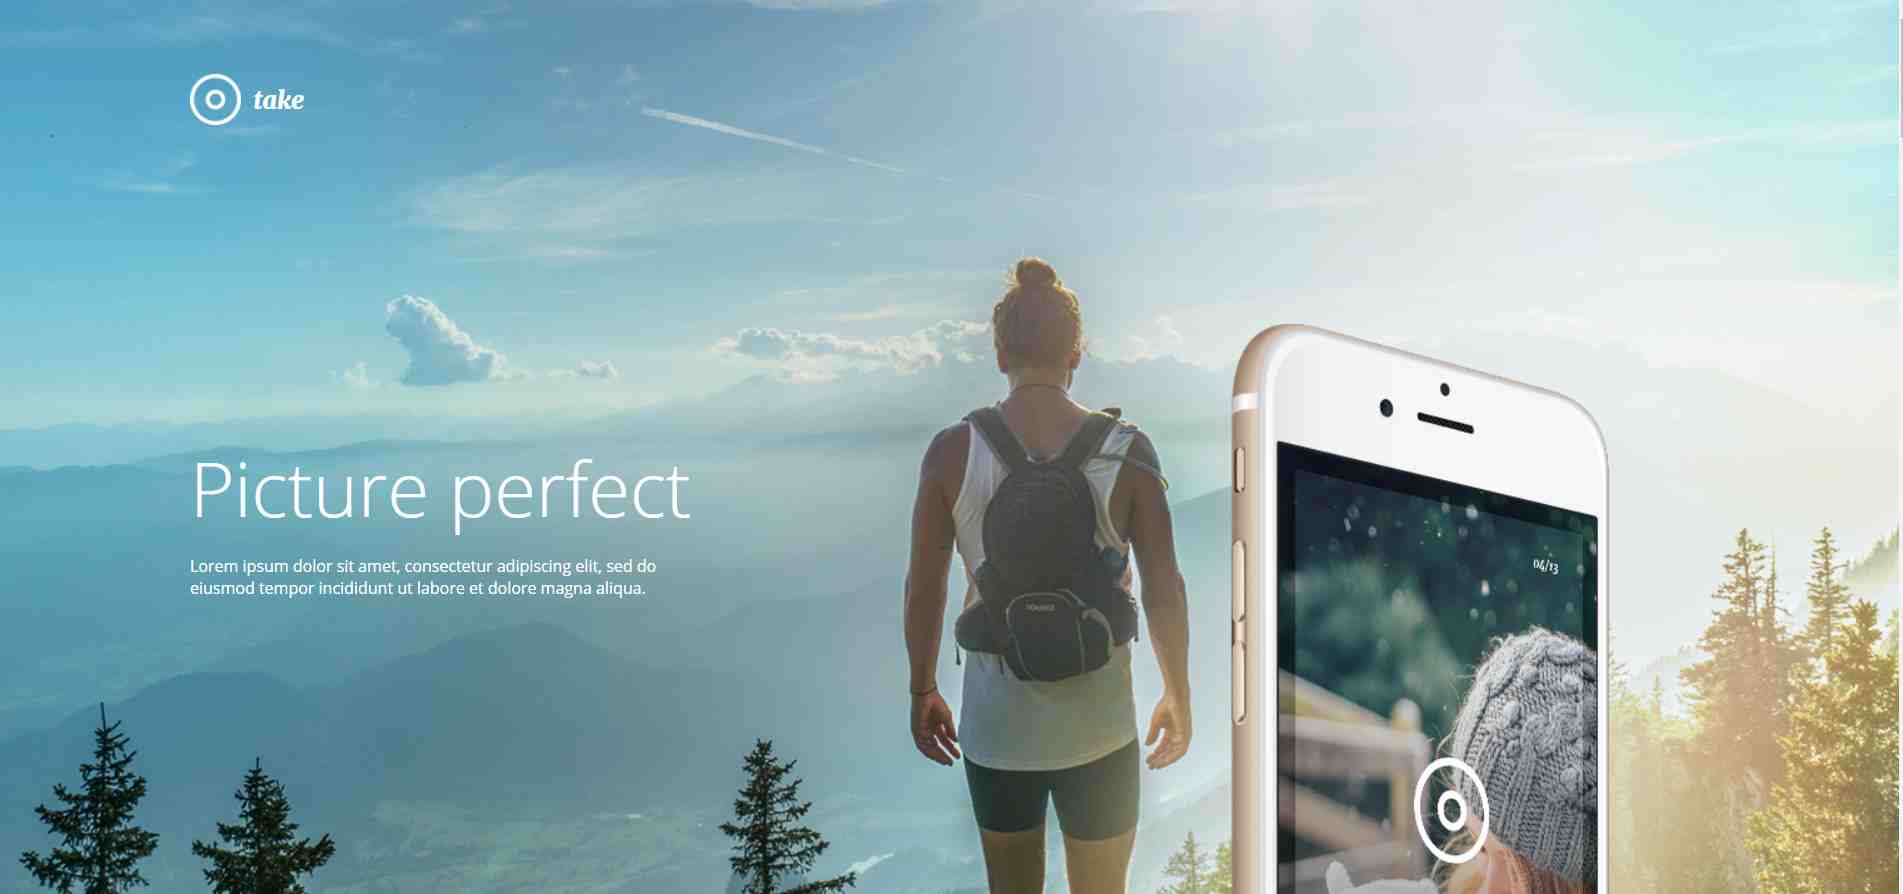 take
Picture perfect
Lorem ipsum dolor sit amet, consectetur adipiscing elit, sed do
eiusmod tempor incididunt ut labore et dolore magna aliqua.
04/13